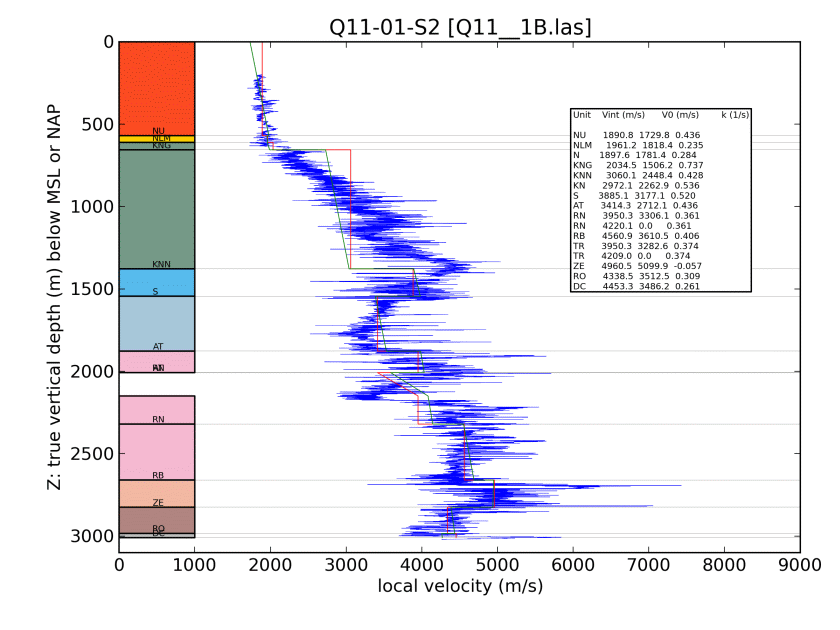 Q11-01-S2 [Q11__1B.las]
Z: true vertical depth (m) below MSL or NAP
0
500
1000
1500
2000
2500
3000
NU
NLM
KNG
KNN
S
AT
RN
RN
RB
ZE
RO
DC
Unit Vint (m/s) V0 (m/s) k (1/s)
NU 1890.8 1729.8 0.436
NLM 1961.2 1818.4 0.235
N 1897.6 1781.4 0.284
KNG 2034.5 1506.2 0.737
KNN 3060.1 2448.4 0.428
KN 2972.1 2262.9 0.536
S 3885.1 3177.1 0.520
AT 3414.3 2712.1 0.436
RN 3950.3 3306.1 0.361
RN 4220.1 0.0 0.361
RB 4560.9 3610.5 0.406
TR 3950.3 3282.6 0.374
TR 4209.0 0.0 0.374
ZE 4960.5 5099.9 -0.057
RO 4338.5 3512.5 0.309
DC 4453.3 3486.2 0.261
0 1000 2000 3000 4000 5000 6000 7000 8000 9000
local velocity (m/s)